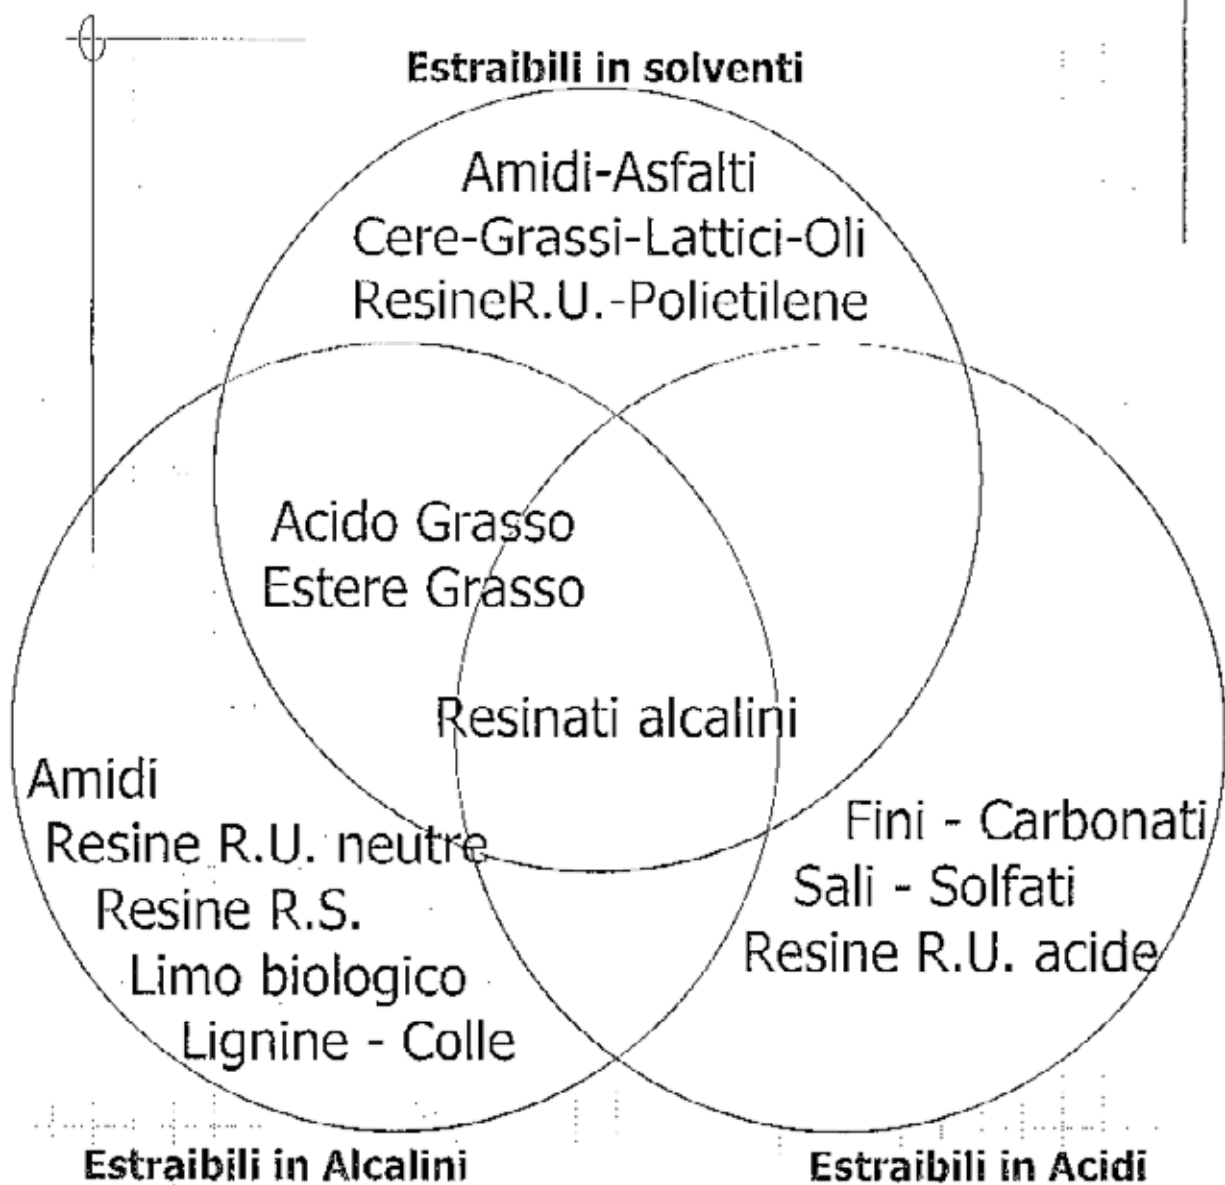 Estraibili in solventi
Amidi-Asfalti
Cere-Grassi-Lattici-Oli
ResineR.U.-Polietilene
Acido Grasso
Estere Grasso
Resinati alcalini
Amidi
Resine R.U. neutre
Resine R.S.
Limo biologico
Lignine - Colle
Fini - Carbonati
Sali - Solfati
Resine R.U. acide
Estraibili in Alcalini
Estraibili in Acidi